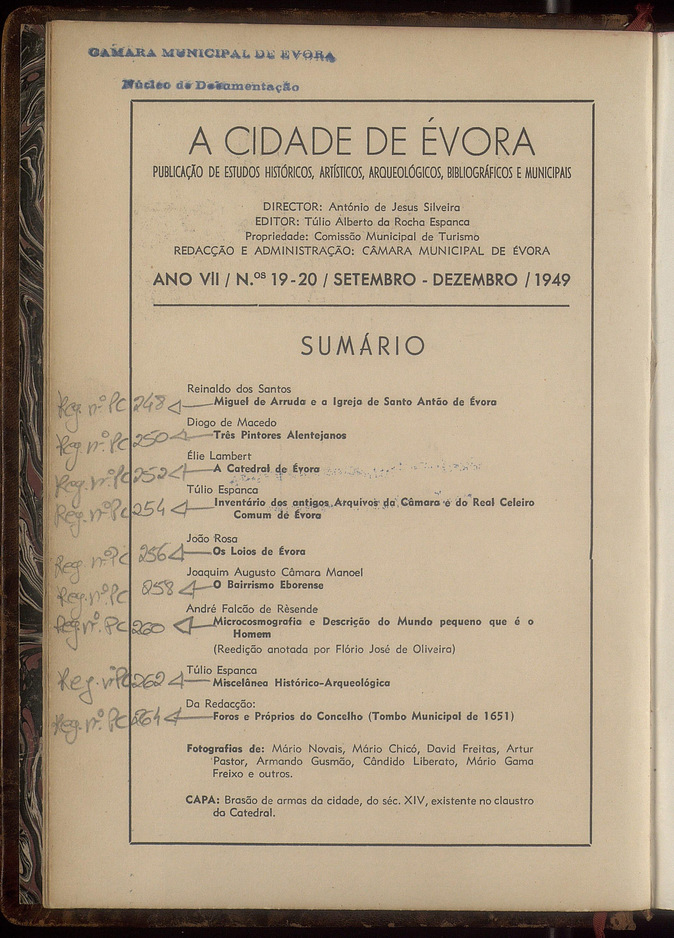 CAMARA MUNICIPAL DE EVORA
Núcleo de Documentação
A CIDADE DE ÉVORA
PUBLICAÇÃO DE ESTUDOS HISTÓRICOS, ARTÍSTICOS, ARQUEOLÓGICOS, BIBLIOGRÁFICOS E MUNICIPAIS
DIRECTOR: António de Jesus Silveira
EDITOR: Túlio Alberto da Rocha Espanca
Propriedade: Comissão Municipal de Turismo
REDACÇÃO E ADMINISTRAÇÃO: CÂMARA MUNICIPAL DE ÉVORA
ANO VII / N.os 19-20 / SETEMBRO - DEZEMBRO / 1949
SUMÁRIO
Reinaldo dos Santos
Reg. nº PC 248 Miguel de Arruda e a Igreja de Santo Antão de Évora
Diogo de Macedo
Reg. nº PC 250 Três Pintores Alentejanos
Élie Lambert
Reg. nº PC 252 A Catedral de Évora
Túlio Espanca
Reg. nº PC 254 Inventário dos antigos Arquivos da Câmara e do Real Celeiro
Comum de Évora
João Rosa
Reg. nº PC 256 Os Loios de Évora
Joaquim Augusto Câmara Manoel
Reg. nº PC 258 O Bairrismo Eborense
André Falcão de Rèsende
Reg. nº PC 260 Microcosmografia e Descrição do Mundo pequeno que é o
Homem
(Reedição anotada por Flório José de Oliveira)
Túlio Espanca
Reg. nº PC 262 Miscelânea Histórico-Arqueológica
Da Redacção:
Reg. nº PC 264 Foros e Próprios do Concelho (Tombo Municipal de 1651)
Fotografias de: Mário Novais, Mário Chicó, David Freitas, Artur
Pastor, Armando Gusmão, Cândido Liberato, Mário Gama
Freixo e outros.
CAPA: Brasão de armas da cidade, do séc. XIV, existente no claustro
da Catedral.